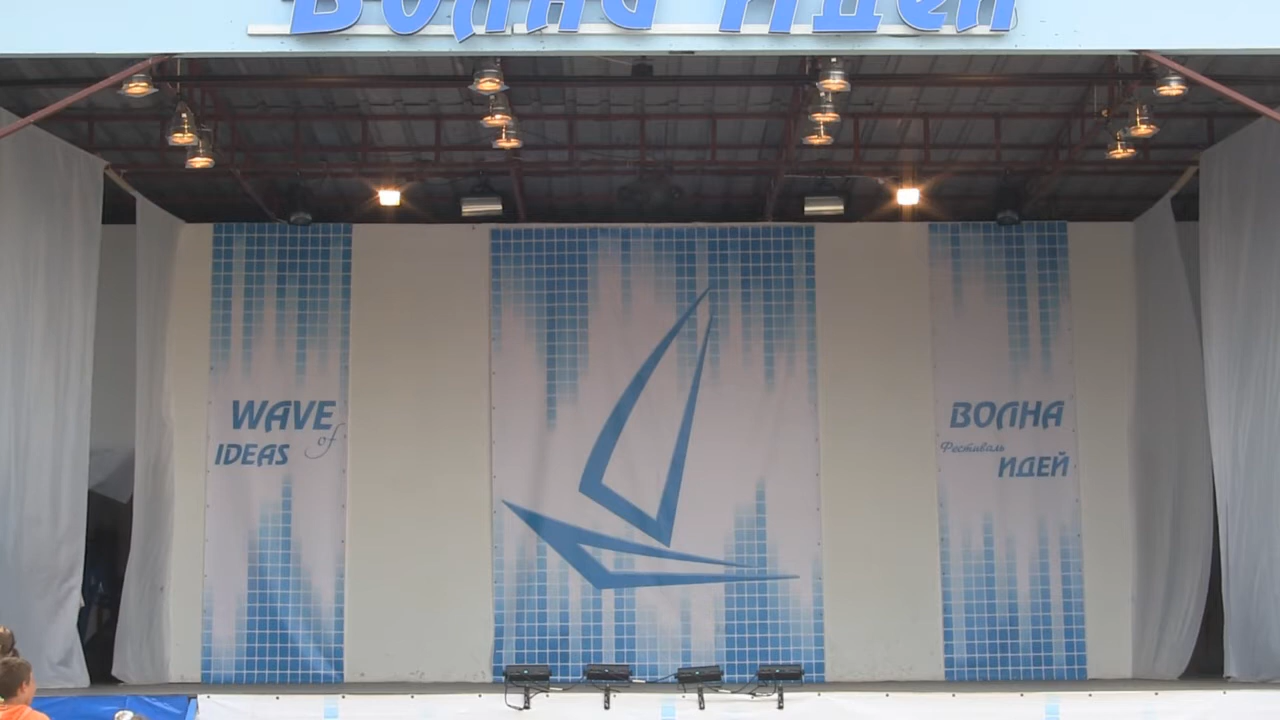 Волна Идей
WAVE
of
IDEAS
ВОЛНА
Фестиваль
ИДЕЙ